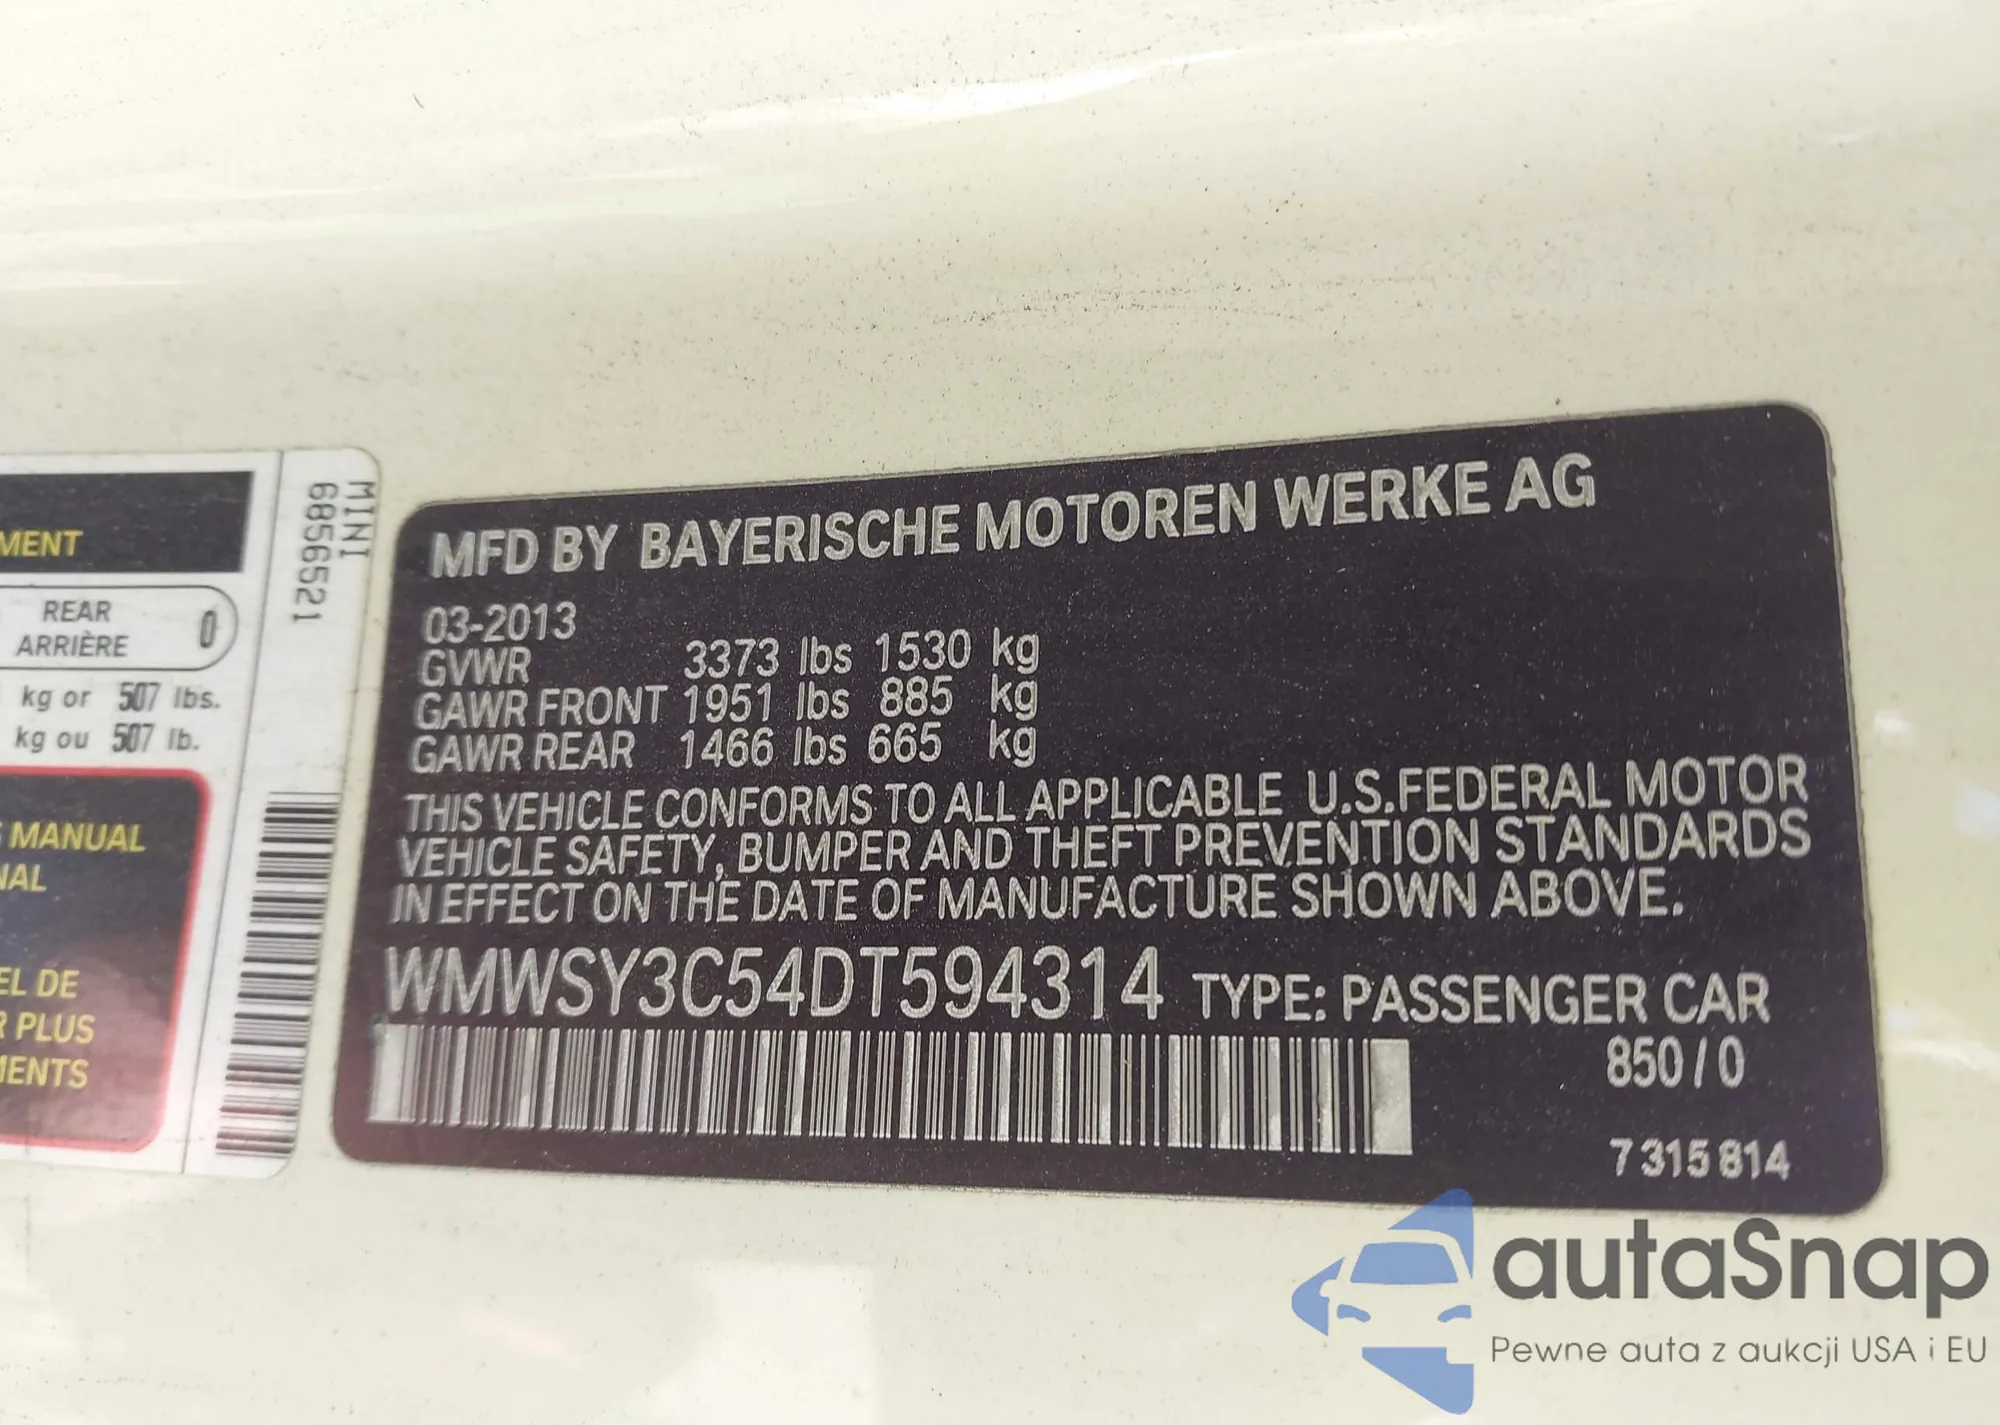 MENT
REAR
ARRIÈRE 0
kg or 507 lbs.
kg ou 507 lb.
MANUAL
NAL
EL DE
R PLUS
MENTS
MINI
6856521
MFD BY BAYERISCHE MOTOREN WERKE AG
03-2013
GVWR 3373 lbs 1530 kg
GAWR FRONT 1951 lbs 885 kg
GAWR REAR 1466 lbs 665 kg
THIS VEHICLE CONFORMS TO ALL APPLICABLE U.S.FEDERAL MOTOR
VEHICLE SAFETY, BUMPER AND THEFT PREVENTION STANDARDS
IN EFFECT ON THE DATE OF MANUFACTURE SHOWN ABOVE.
WMWSY3C54DT594314 TYPE: PASSENGER CAR
850/0
7315814
autaSnap
Pewne auta z aukcji USA i EU